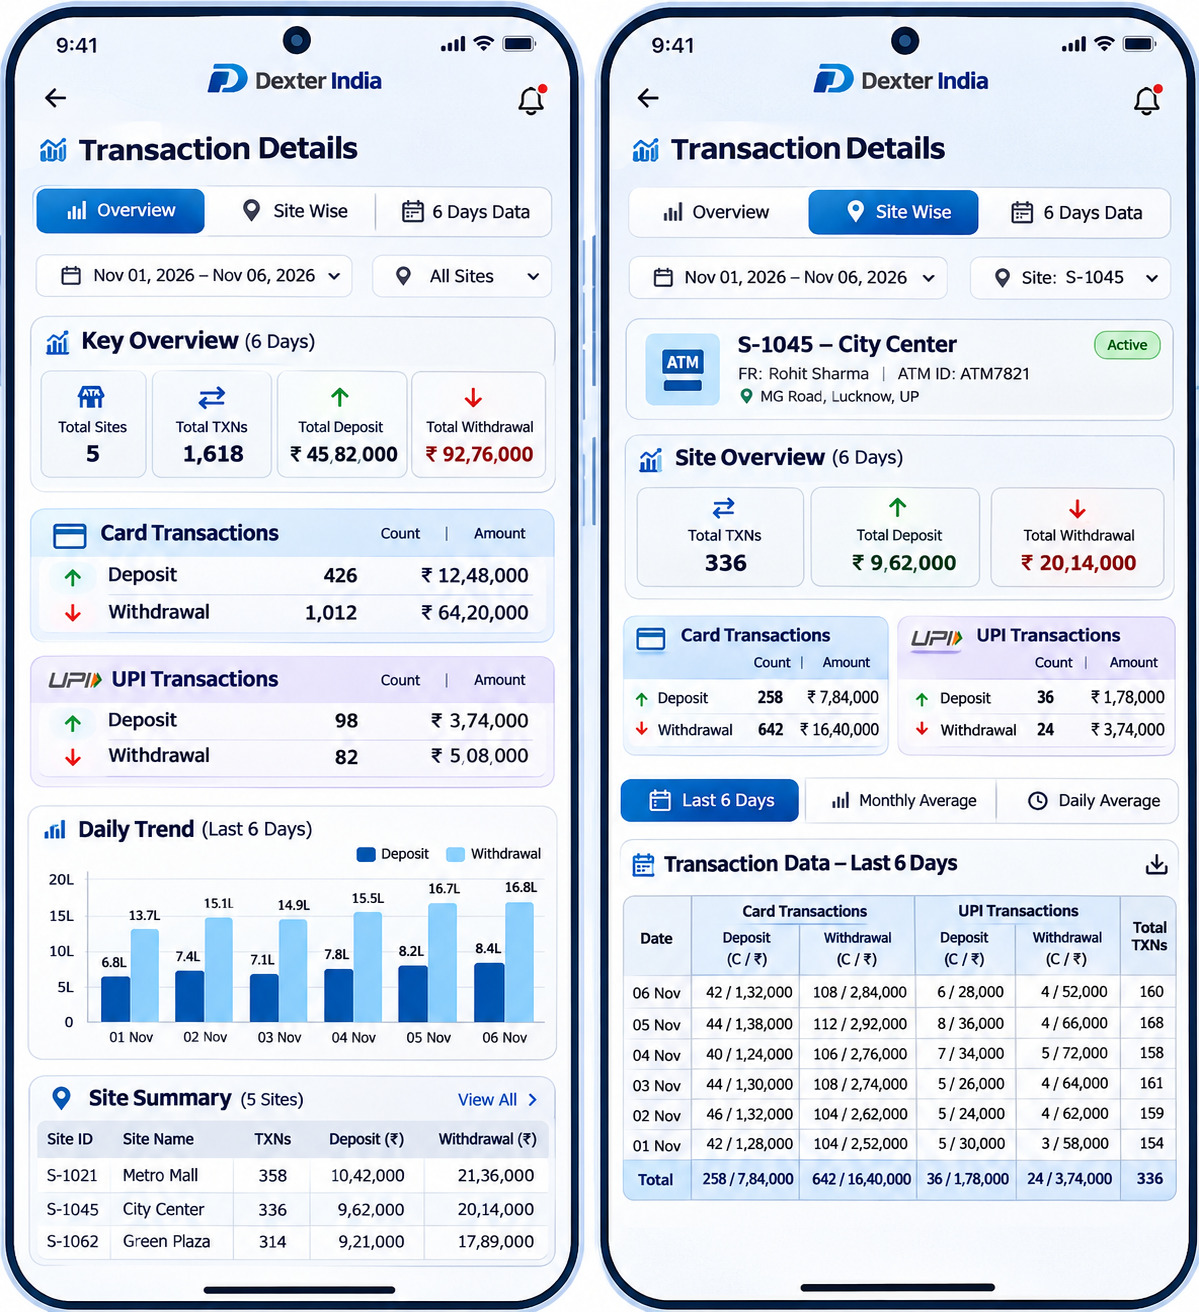 9:41
Dexter India
Transaction Details
Overview
Site Wise
6 Days Data
Nov 01, 2026 – Nov 06, 2026
All Sites
Key Overview (6 Days)
ATM
Total Sites
5
Total TXNs
1,618
Total Deposit
₹ 45,82,000
Total Withdrawal
₹ 92,76,000
Card Transactions Count | Amount
Deposit 426 ₹ 12,48,000
Withdrawal 1,012 ₹ 64,20,000
UPI UPI Transactions Count | Amount
Deposit 98 ₹ 3,74,000
Withdrawal 82 ₹ 5,08,000
Daily Trend (Last 6 Days)
Deposit Withdrawal
20L
15L
10L
5L
0
6.8L 13.7L
7.4L 15.1L
7.1L 14.9L
7.8L 15.5L
8.2L 16.7L
8.4L 16.8L
01 Nov 02 Nov 03 Nov 04 Nov 05 Nov 06 Nov
Site Summary (5 Sites) View All
Site ID Site Name TXNs Deposit (₹) Withdrawal (₹)
S-1021 Metro Mall 358 10,42,000 21,36,000
S-1045 City Center 336 9,62,000 20,14,000
S-1062 Green Plaza 314 9,21,000 17,89,000
9:41
Dexter India
Transaction Details
Overview
Site Wise
6 Days Data
Nov 01, 2026 – Nov 06, 2026
Site: S-1045
ATM
S-1045 – City Center
Active
FR: Rohit Sharma | ATM ID: ATM7821
MG Road, Lucknow, UP
Site Overview (6 Days)
Total TXNs
336
Total Deposit
₹ 9,62,000
Total Withdrawal
₹ 20,14,000
Card Transactions
Count | Amount
Deposit 258 ₹ 7,84,000
Withdrawal 642 ₹ 16,40,000
UPI UPI Transactions
Count | Amount
Deposit 36 ₹ 1,78,000
Withdrawal 24 ₹ 3,74,000
Last 6 Days
Monthly Average
Daily Average
Transaction Data – Last 6 Days
Date Card Transactions UPI Transactions Total TXNs
Deposit (C / ₹) Withdrawal (C / ₹) Deposit (C / ₹) Withdrawal (C / ₹)
06 Nov 42 / 1,32,000 108 / 2,84,000 6 / 28,000 4 / 52,000 160
05 Nov 44 / 1,38,000 112 / 2,92,000 8 / 36,000 4 / 66,000 168
04 Nov 40 / 1,24,000 106 / 2,76,000 7 / 34,000 5 / 72,000 158
03 Nov 44 / 1,30,000 108 / 2,74,000 5 / 26,000 4 / 64,000 161
02 Nov 46 / 1,32,000 104 / 2,62,000 5 / 24,000 4 / 62,000 159
01 Nov 42 / 1,28,000 104 / 2,52,000 5 / 30,000 3 / 58,000 154
Total 258 / 7,84,000 642 / 16,40,000 36 / 1,78,000 24 / 3,74,000 336